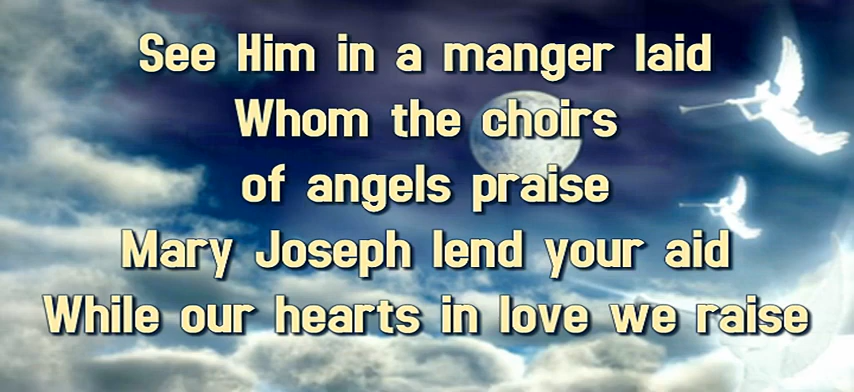 See Him in a manger laid
Whom the choirs
of angels praise
Mary Joseph lend your aid
While our hearts in love we raise